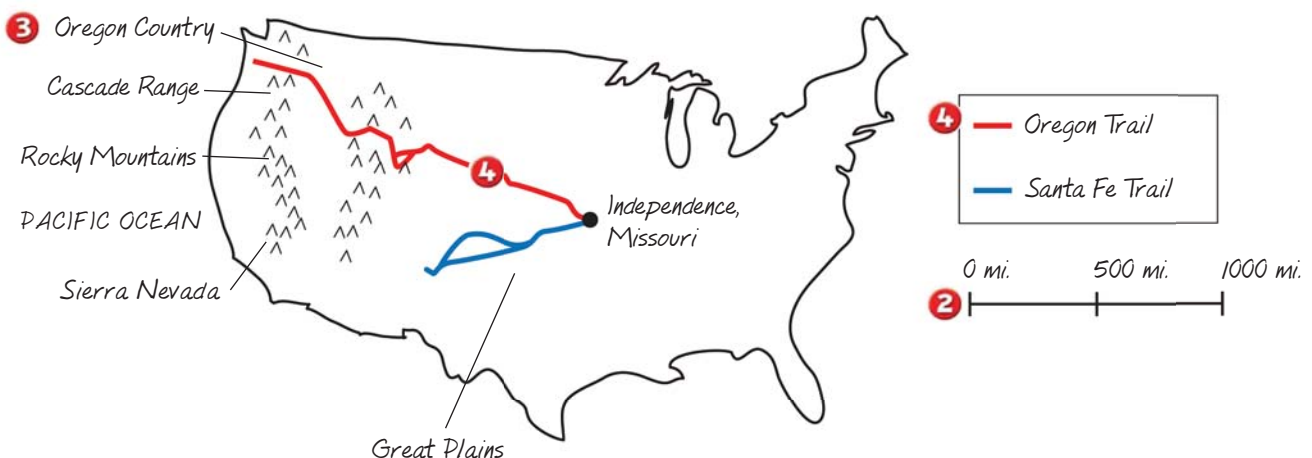 3 Oregon Country
Cascade Range
Rocky Mountains
PACIFIC OCEAN
Sierra Nevada
4
Independence,
Missouri
Great Plains
4 Oregon Trail
Santa Fe Trail
0 mi. 500 mi. 1000 mi.
2